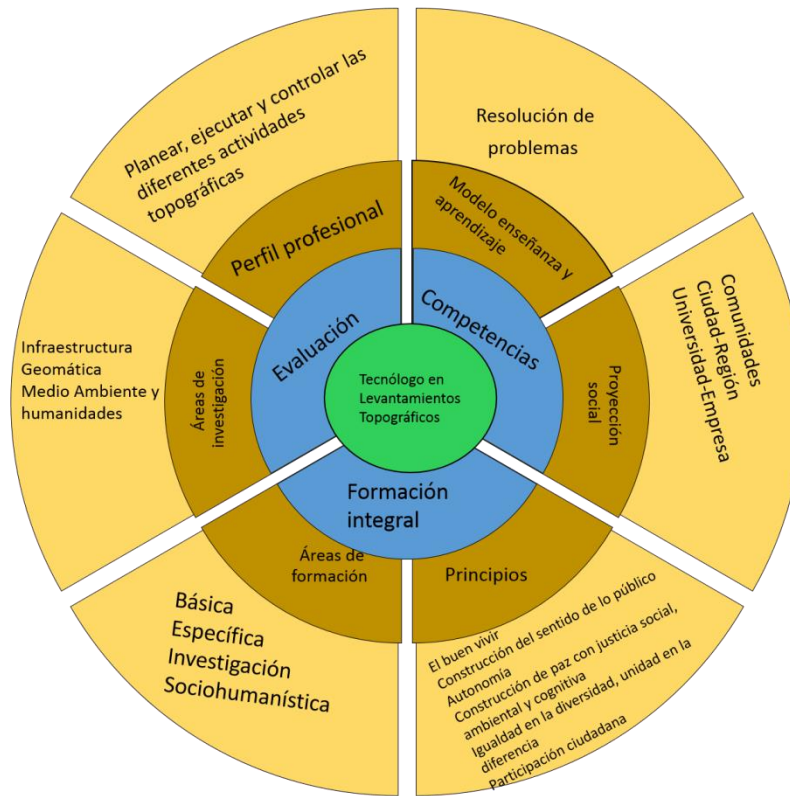 Planear, ejecutar y controlar las
diferentes actividades
topográficas
Resolución de
problemas
Perfil profesional
Modelo enseñanza y
aprendizaje
Evaluación
Competencias
Infraestructura
Geomática
Medio Ambiente y
humanidades
Áreas de
investigación
Tecnólogo en
Levantamientos
Topográficos
Proyección
social
Comunidades
Ciudad-Región
Universidad-Empresa
Formación
integral
Áreas de
formación
Principios
Básica
Específica
Investigación
Sociohumanística
El buen vivir
Construcción del sentido de lo público
Autonomía
Construcción de paz con justicia social,
ambiental y cognitiva
Igualdad en la diversidad, unidad en la
diferencia
Participación ciudadana